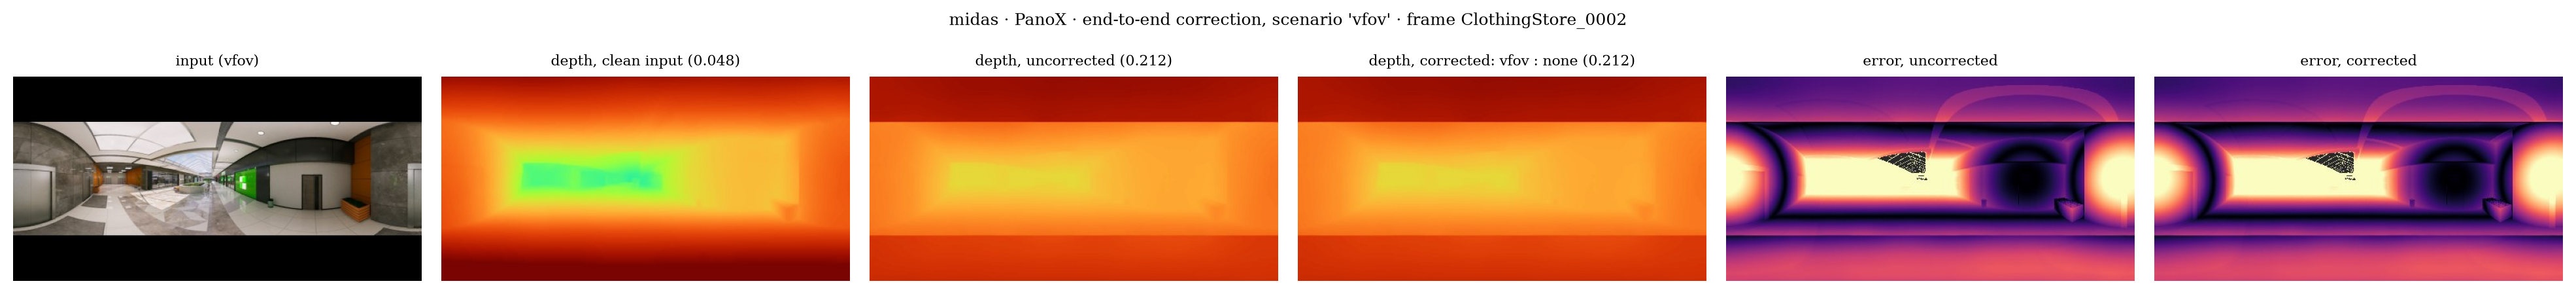 midas · PanoX · end-to-end correction, scenario 'vfov' · frame ClothingStore_0002
input (vfov)
depth, clean input (0.048)
depth, uncorrected (0.212)
depth, corrected: vfov : none (0.212)
error, uncorrected
error, corrected